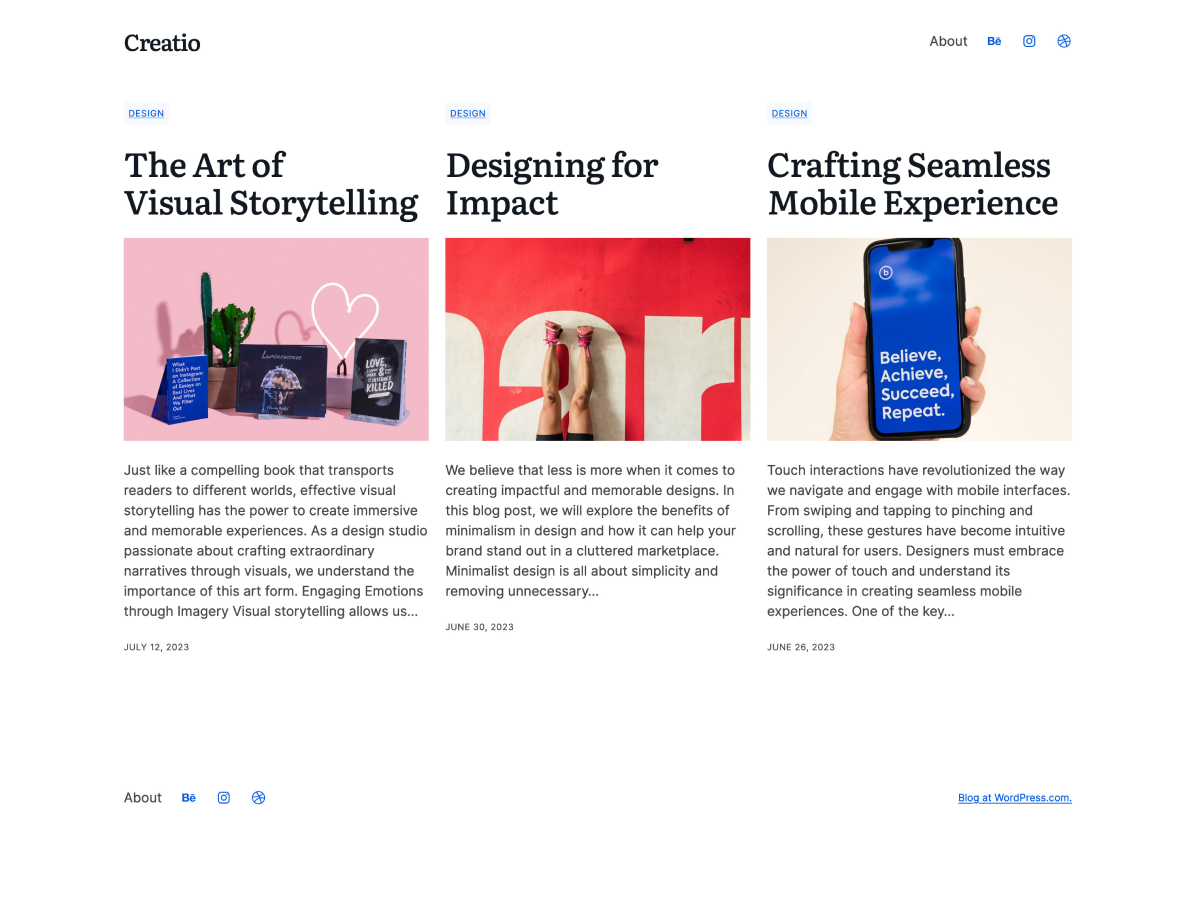 Creatio
About
Bē
DESIGN
The Art of
Visual Storytelling
What
I Didn't Post
on Instagram
A Collection
of Essays on
Real Lives
And What
We Filter
Out
Luminescence
LOVE,
&
KILLED
Just like a compelling book that transports
readers to different worlds, effective visual
storytelling has the power to create immersive
and memorable experiences. As a design studio
passionate about crafting extraordinary
narratives through visuals, we understand the
importance of this art form. Engaging Emotions
through Imagery Visual storytelling allows us…
JULY 12, 2023
DESIGN
Designing for
Impact
ar
We believe that less is more when it comes to
creating impactful and memorable designs. In
this blog post, we will explore the benefits of
minimalism in design and how it can help your
brand stand out in a cluttered marketplace.
Minimalist design is all about simplicity and
removing unnecessary…
JUNE 30, 2023
DESIGN
Crafting Seamless
Mobile Experience
b
Believe,
Achieve,
Succeed,
Repeat.
Touch interactions have revolutionized the way
we navigate and engage with mobile interfaces.
From swiping and tapping to pinching and
scrolling, these gestures have become intuitive
and natural for users. Designers must embrace
the power of touch and understand its
significance in creating seamless mobile
experiences. One of the key…
JUNE 26, 2023
About
Bē
Blog at WordPress.com.